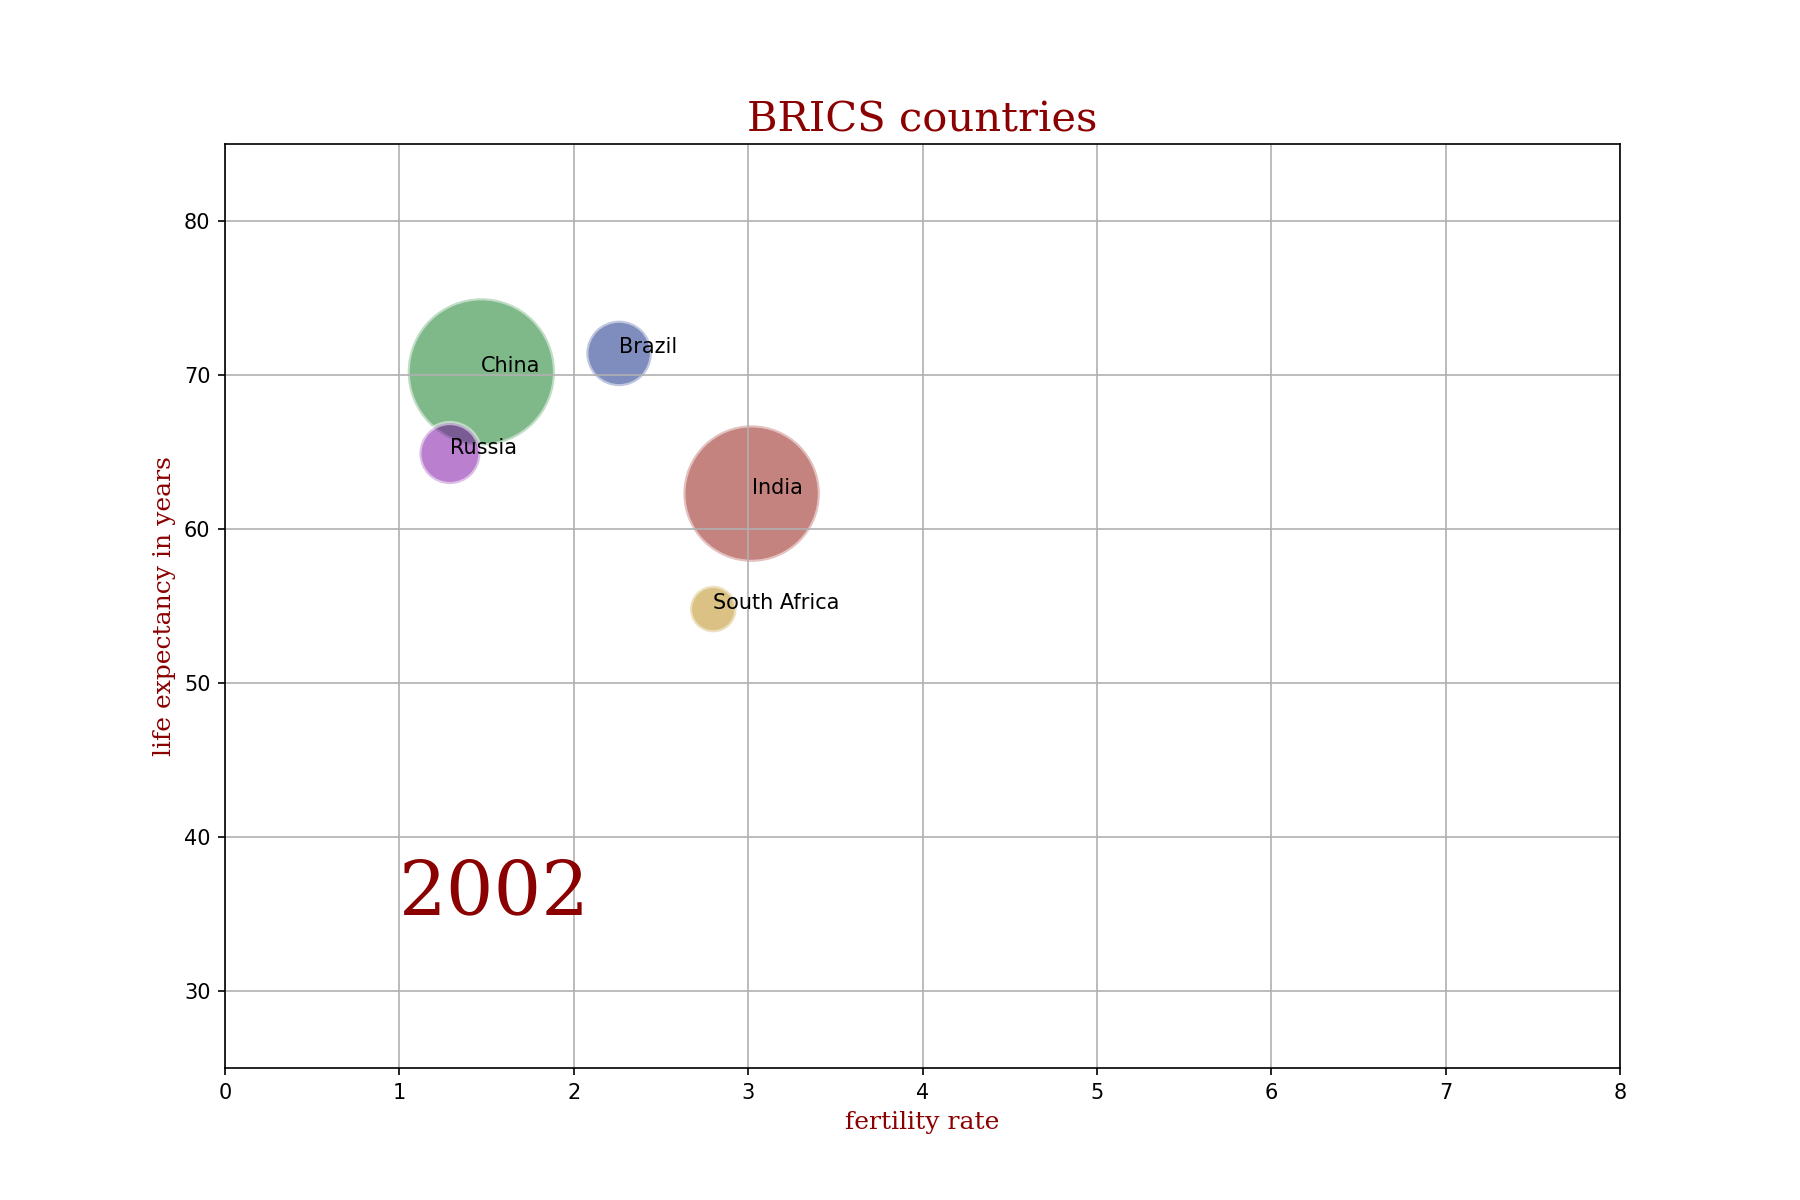 BRICS countries
80
70
60
50
40
30
life expectancy in years
China
Brazil
Russia
India
South Africa
2002
0 1 2 3 4 5 6 7 8
fertility rate